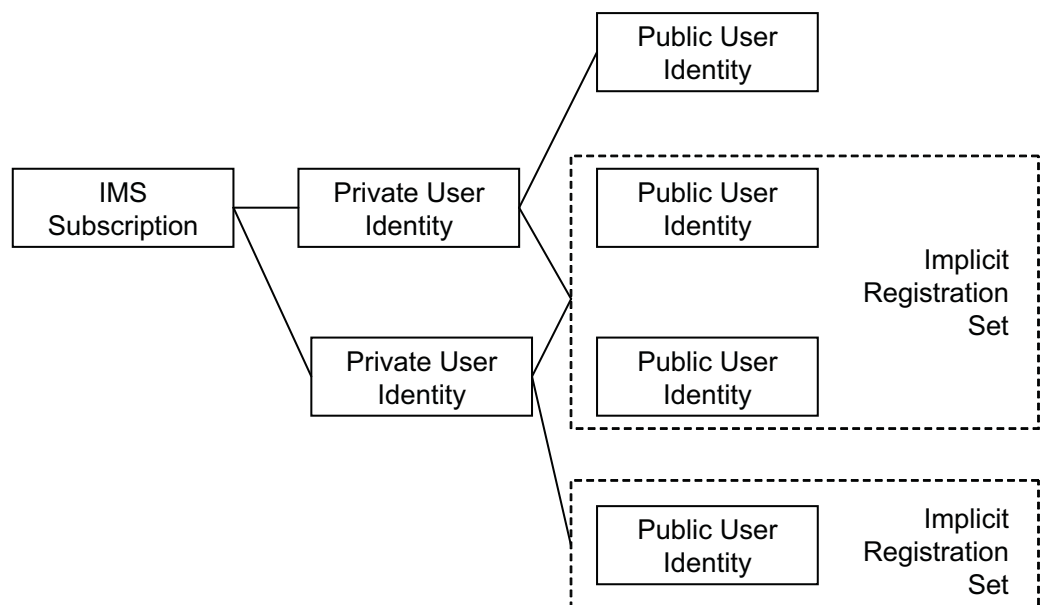 Public User
Identity
IMS
Subscription
Private User
Identity
Public User
Identity
Implicit
Registration
Set
Private User
Identity
Public User
Identity
Public User
Identity
Implicit
Registration
Set